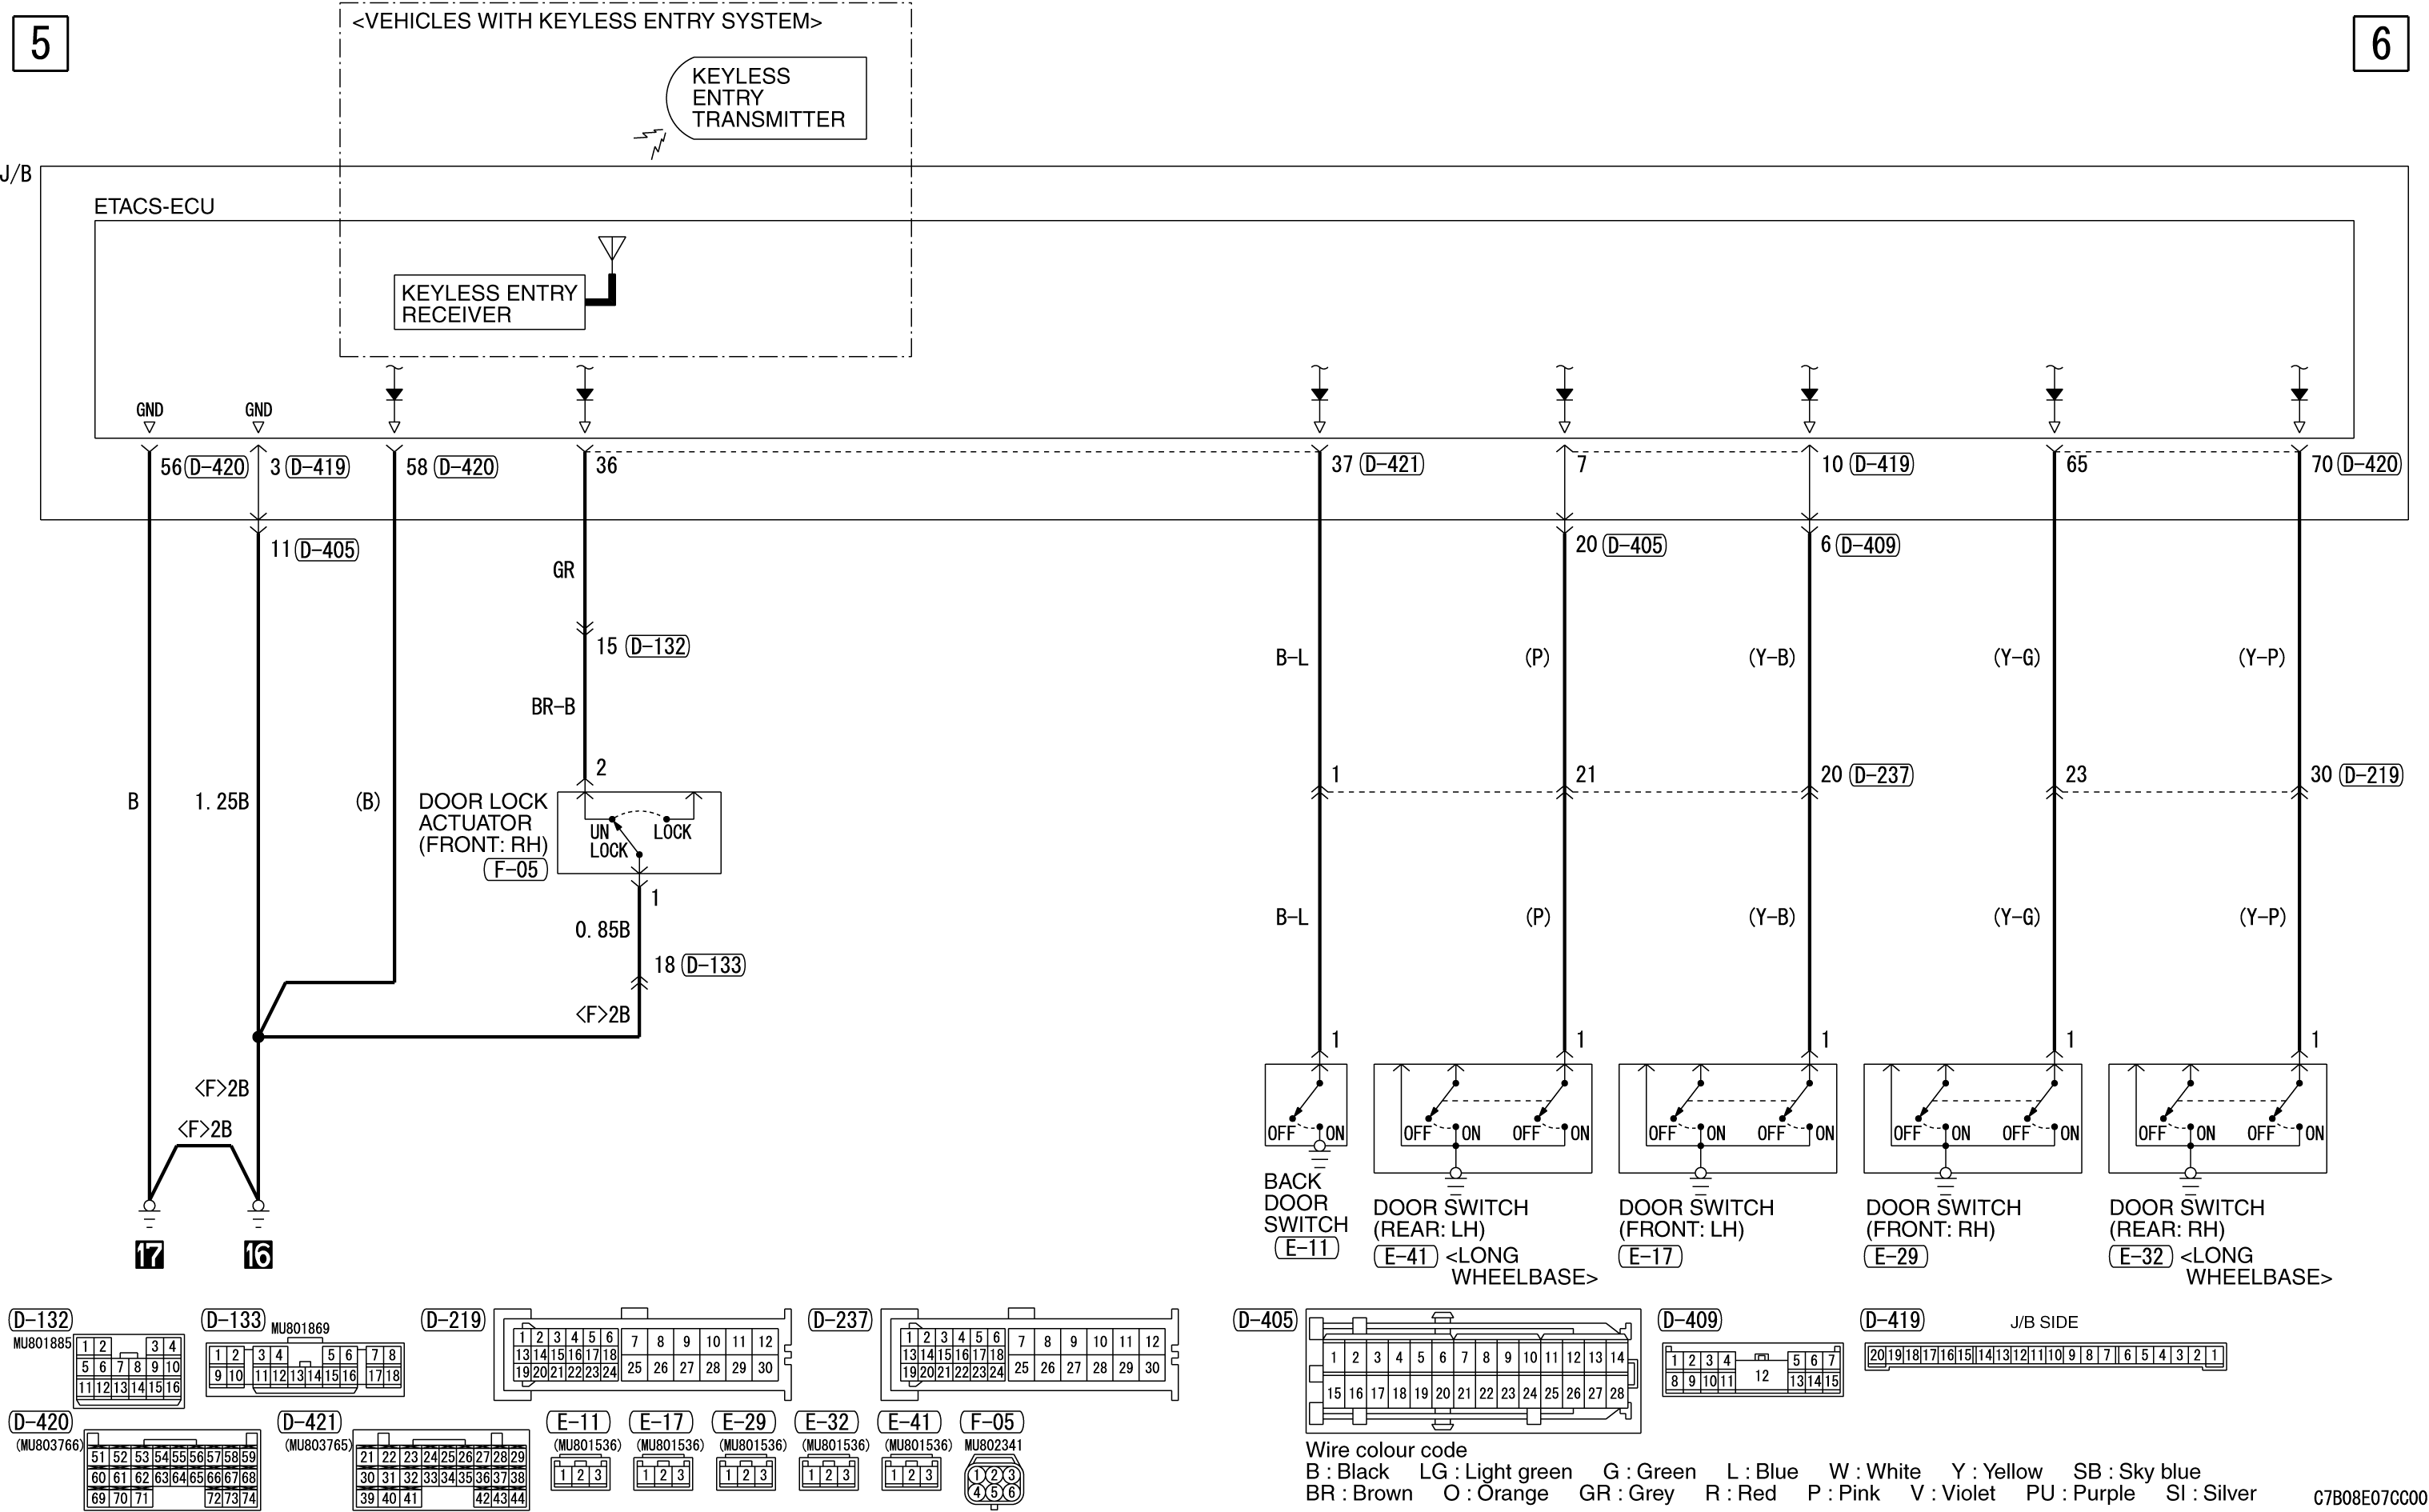 5
<VEHICLES WITH KEYLESS ENTRY SYSTEM>
6
KEYLESS
ENTRY
TRANSMITTER
J/B
ETACS-ECU
KEYLESS ENTRY
RECEIVER
GND
GND
56 D-420
3 D-419
58 D-420
36
37 D-421
7
10 D-419
65
70 D-420
11 D-405
20 D-405
6 D-409
GR
15 D-132
B-L
(P)
(Y-B)
(Y-G)
(Y-P)
BR-B
2
1
21
20 D-237
23
30 D-219
B
1.25B
(B)
DOOR LOCK
ACTUATOR
(FRONT: RH)
F-05
UN
LOCK
LOCK
1
0.85B
B-L
(P)
(Y-B)
(Y-G)
(Y-P)
18 D-133
<F>2B
1
1
1
1
1
<F>2B
<F>2B
OFF ON
OFF ON OFF ON
OFF ON OFF ON
OFF ON OFF ON
OFF ON OFF ON
17
16
BACK
DOOR
SWITCH
E-11
DOOR SWITCH
(REAR: LH)
E-41 <LONG
WHEELBASE>
DOOR SWITCH
(FRONT: LH)
E-17
DOOR SWITCH
(FRONT: RH)
E-29
DOOR SWITCH
(REAR: RH)
E-32 <LONG
WHEELBASE>
D-132
MU801885
1 2 3 4
5 6 7 8 9 10
11 12 13 14 15 16
D-133
MU801869
1 2 3 4 5 6 7 8
9 10 11 12 13 14 15 16 17 18
D-219
1 2 3 4 5 6 7 8 9 10 11 12
13 14 15 16 17 18
19 20 21 22 23 24 25 26 27 28 29 30
D-237
1 2 3 4 5 6 7 8 9 10 11 12
13 14 15 16 17 18
19 20 21 22 23 24 25 26 27 28 29 30
D-405
1 2 3 4 5 6 7 8 9 10 11 12 13 14
15 16 17 18 19 20 21 22 23 24 25 26 27 28
D-409
1 2 3 4 5 6 7
8 9 10 11 12 13 14 15
D-419
J/B SIDE
20 19 18 17 16 15 14 13 12 11 10 9 8 7 6 5 4 3 2 1
D-420
(MU803766)
51 52 53 54 55 56 57 58 59
60 61 62 63 64 65 66 67 68
69 70 71 72 73 74
D-421
(MU803765)
21 22 23 24 25 26 27 28 29
30 31 32 33 34 35 36 37 38
39 40 41 42 43 44
E-11
(MU801536)
1 2 3
E-17
(MU801536)
1 2 3
E-29
(MU801536)
1 2 3
E-32
(MU801536)
1 2 3
E-41
(MU801536)
1 2 3
F-05
MU802341
1 2 3
4 5 6
Wire colour code
B : Black LG : Light green G : Green L : Blue W : White Y : Yellow SB : Sky blue
BR : Brown O : Orange GR : Grey R : Red P : Pink V : Violet PU : Purple SI : Silver
C7B08E07CC00